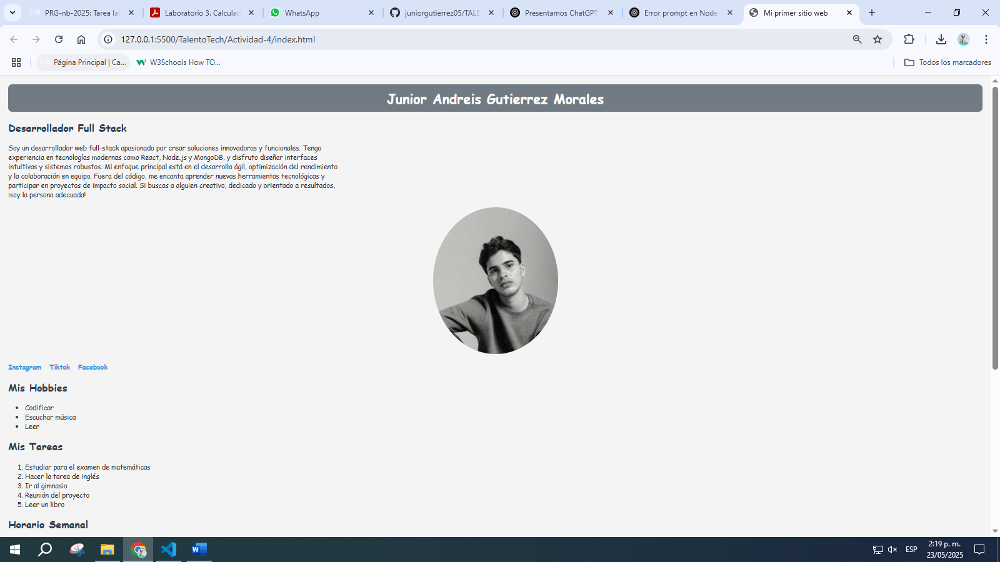 PRG-nb-2025: Tarea lab
Laboratorio 3. Calculad
WhatsApp
juniorgutierrez05/TALE
Presentamos ChatGPT
Error prompt en Node.
Mi primer sitio web
127.0.0.1:5500/TalentoTech/Actividad-4/index.html
Página Principal | Ca...
W3Schools How TO...
Todos los marcadores
Junior Andreis Gutierrez Morales
Desarrollador Full Stack
Soy un desarrollador web full-stack apasionado por crear soluciones innovadoras y funcionales. Tengo
experiencia en tecnologías modernas como React, Node.js y MongoDB, y disfruto diseñar interfaces
intuitivas y sistemas robustos. Mi enfoque principal está en el desarrollo ágil, optimización del rendimiento
y la colaboración en equipo. Fuera del código, me encanta aprender nuevas herramientas tecnológicas y
participar en proyectos de impacto social. Si buscas a alguien creativo, dedicado y orientado a resultados,
¡soy la persona adecuada!
Instagram Tiktok Facebook
Mis Hobbies
• Codificar
• Escuchar música
• Leer
Mis Tareas
1. Estudiar para el examen de matemáticas
2. Hacer la tarea de inglés
3. Ir al gimnasio
4. Reunión del proyecto
5. Leer un libro
Horario Semanal
ESP
2:19 p. m.
23/05/2025